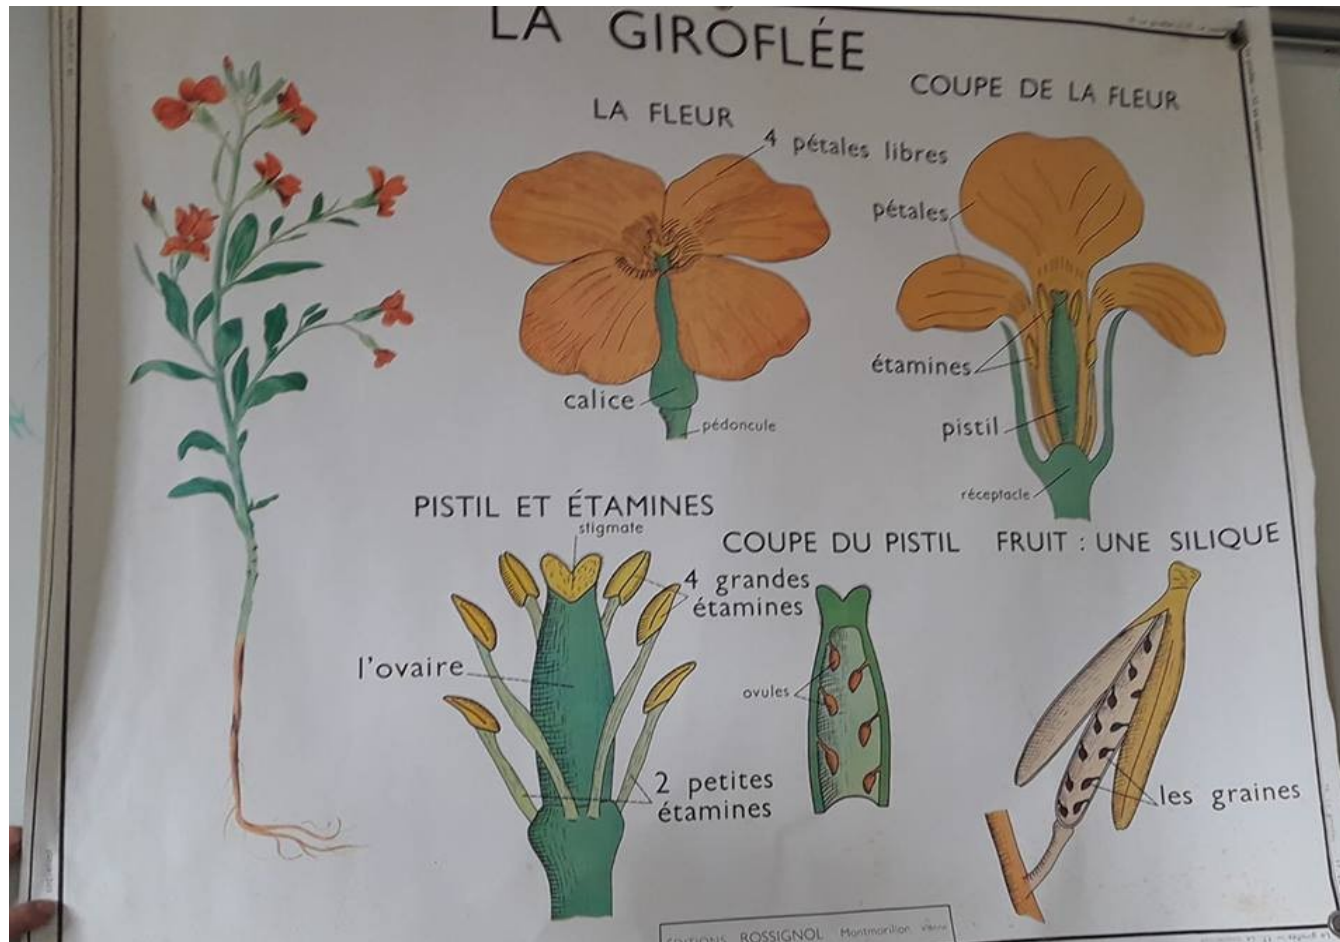 LA GIROFLÉE
LA FLEUR
4 pétales libres
calice
pédoncule
COUPE DE LA FLEUR
pétales
étamines
pistil
réceptacle
PISTIL ET ÉTAMINES
stigmate
4 grandes
étamines
l'ovaire
2 petites
étamines
COUPE DU PISTIL
ovules
FRUIT : UNE SILIQUE
les graines
EDITIONS ROSSIGNOL Montmorillon Vienne